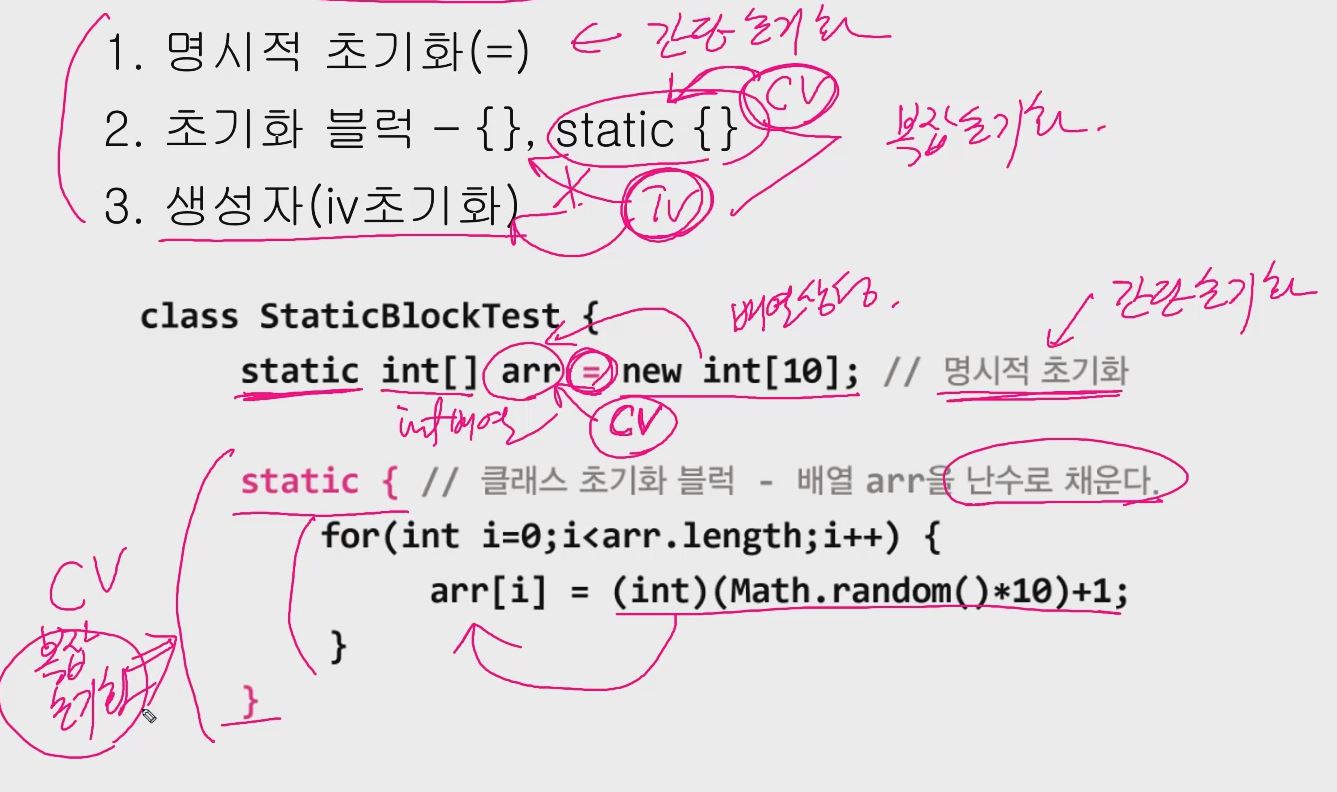 1. 명시적 초기화(=) ← 간단초기화
CV
2. 초기화 블럭 – {}, static {}
복잡초기화.
3. 생성자(iv초기화)
X
IV
class StaticBlockTest {
배열생성.
간단초기화
static int[] arr = new int[10]; // 명시적 초기화
int배열
CV
static { // 클래스 초기화 블럭 - 배열 arr을 난수로 채운다.
for(int i=0;i<arr.length;i++) {
arr[i] = (int)(Math.random()*10)+1;
}
}
CV
복잡
초기화